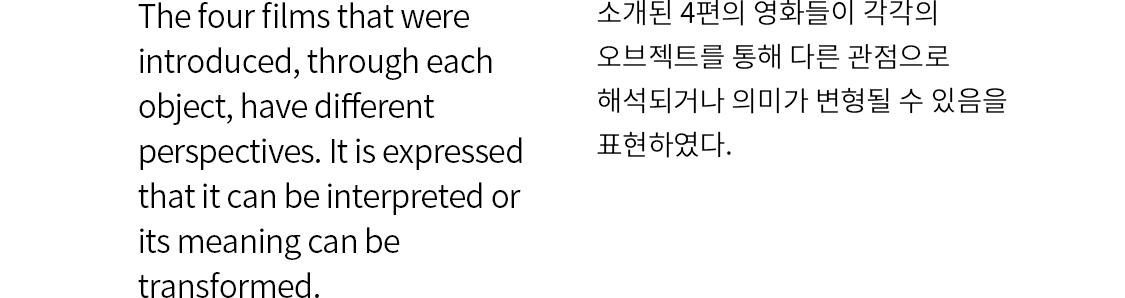 The four films that were
introduced, through each
object, have different
perspectives. It is expressed
that it can be interpreted or
its meaning can be
transformed.
소개된 4편의 영화들이 각각의
오브젝트를 통해 다른 관점으로
해석되거나 의미가 변형될 수 있음을
표현하였다.